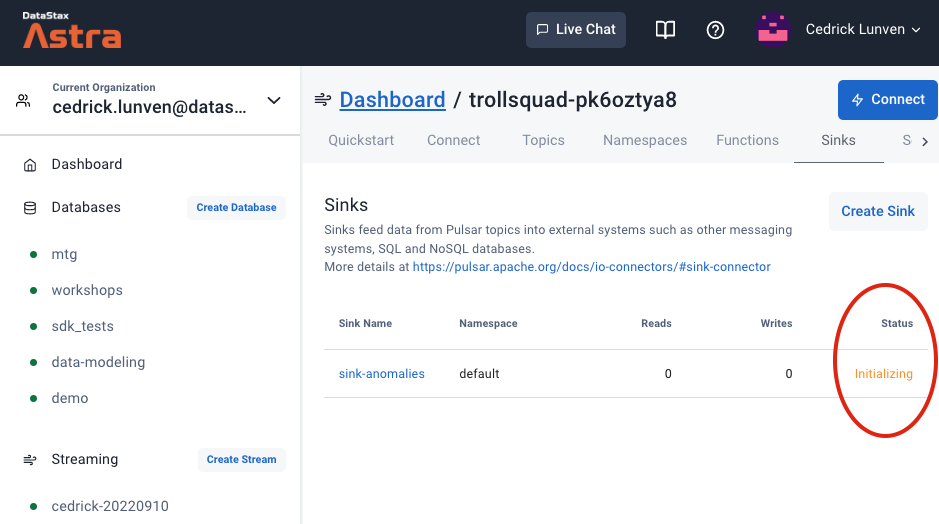 DataStax
Astra
Live Chat
Cedrick Lunven
Current Organization
cedrick.lunven@datas...
Dashboard
Databases
Create Database
mtg
workshops
sdk_tests
data-modeling
demo
Streaming
Create Stream
cedrick-20220910
Dashboard / trollsquad-pk6oztya8
Connect
Quickstart Connect Topics Namespaces Functions Sinks S
Sinks
Create Sink
Sinks feed data from Pulsar topics into external systems such as other messaging
systems, SQL and NoSQL databases.
More details at https://pulsar.apache.org/docs/io-connectors/#sink-connector
Sink Name Namespace Reads Writes Status
sink-anomalies default 0 0 Initializing